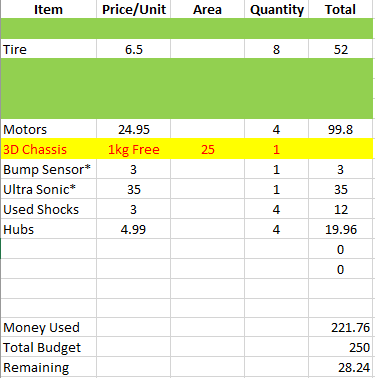 Item Price/Unit Area Quantity Total
Tire 6.5 8 52
Motors 24.95 4 99.8
3D Chassis 1kg Free 25 1
Bump Sensor* 3 1 3
Ultra Sonic* 35 1 35
Used Shocks 3 4 12
Hubs 4.99 4 19.96
0
0
Money Used 221.76
Total Budget 250
Remaining 28.24